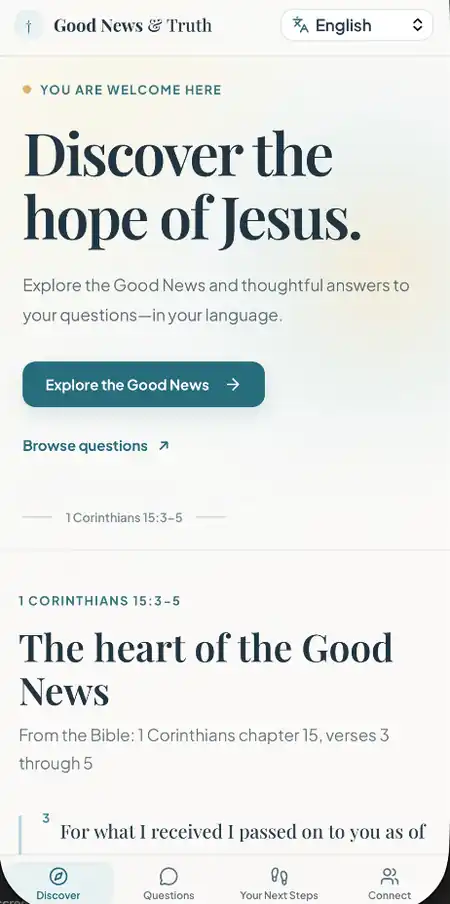 † Good News & Truth
English
YOU ARE WELCOME HERE
Discover the
hope of Jesus.
Explore the Good News and thoughtful answers to
your questions—in your language.
Explore the Good News →
Browse questions ↗
1 Corinthians 15:3–5
1 CORINTHIANS 15:3–5
The heart of the Good
News
From the Bible: 1 Corinthians chapter 15, verses 3
through 5
3 For what I received I passed on to you as of
Discover
Questions
Your Next Steps
Connect